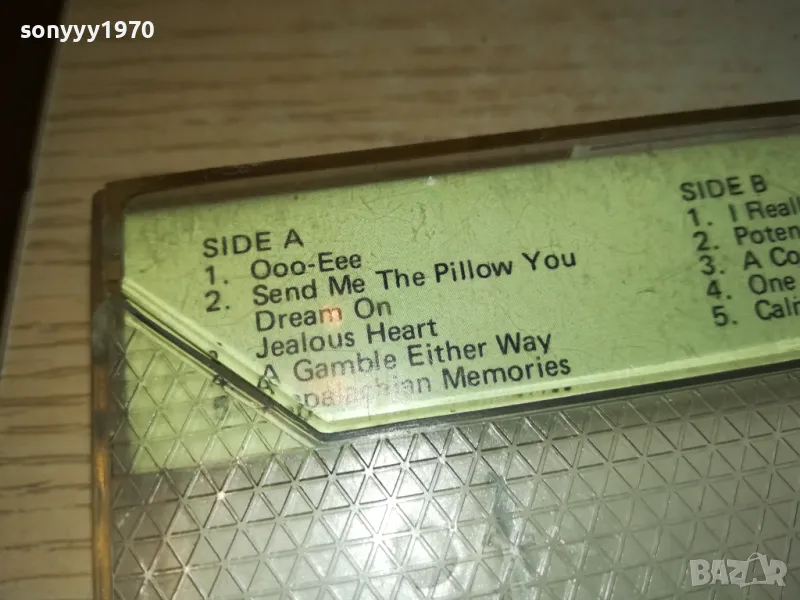 sonyyy1970
SIDE A
1. Ooo-Eee
2. Send Me The Pillow You
Dream On
Jealous Heart
A Gamble Either Way
Memories
SIDE B
1. I
2.
3. A
4. One
5.
BAZAR